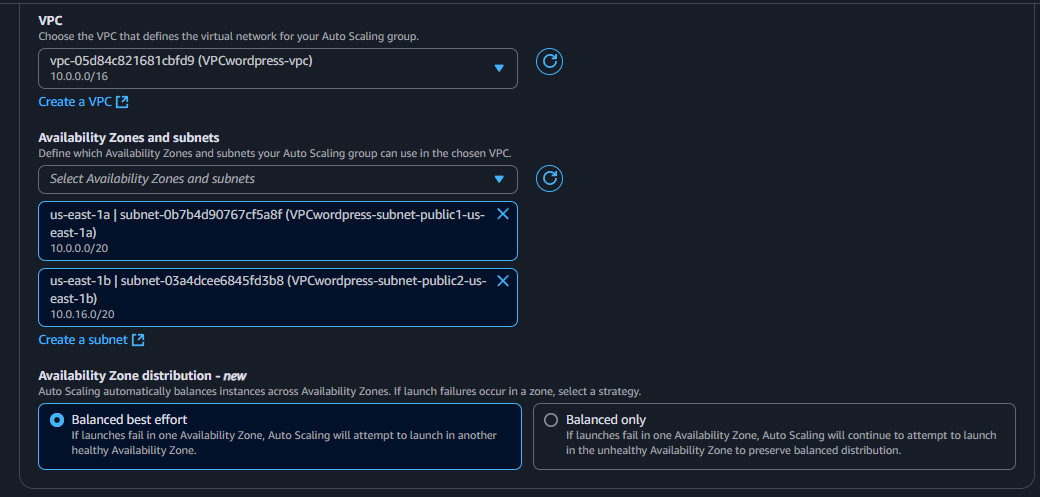 VPC
Choose the VPC that defines the virtual network for your Auto Scaling group.
vpc-05d84c821681cbfd9 (VPCwordpress-vpc)
10.0.0.0/16
Create a VPC
Availability Zones and subnets
Define which Availability Zones and subnets your Auto Scaling group can use in the chosen VPC.
Select Availability Zones and subnets
us-east-1a | subnet-0b7b4d90767cf5a8f (VPCwordpress-subnet-public1-us-
east-1a)
10.0.0.0/20
us-east-1b | subnet-03a4dcee6845fd3b8 (VPCwordpress-subnet-public2-us-
east-1b)
10.0.16.0/20
Create a subnet
Availability Zone distribution - new
Auto Scaling automatically balances instances across Availability Zones. If launch failures occur in a zone, select a strategy.
Balanced best effort
If launches fail in one Availability Zone, Auto Scaling will attempt to launch in another
healthy Availability Zone.
Balanced only
If launches fail in one Availability Zone, Auto Scaling will continue to attempt to launch
in the unhealthy Availability Zone to preserve balanced distribution.